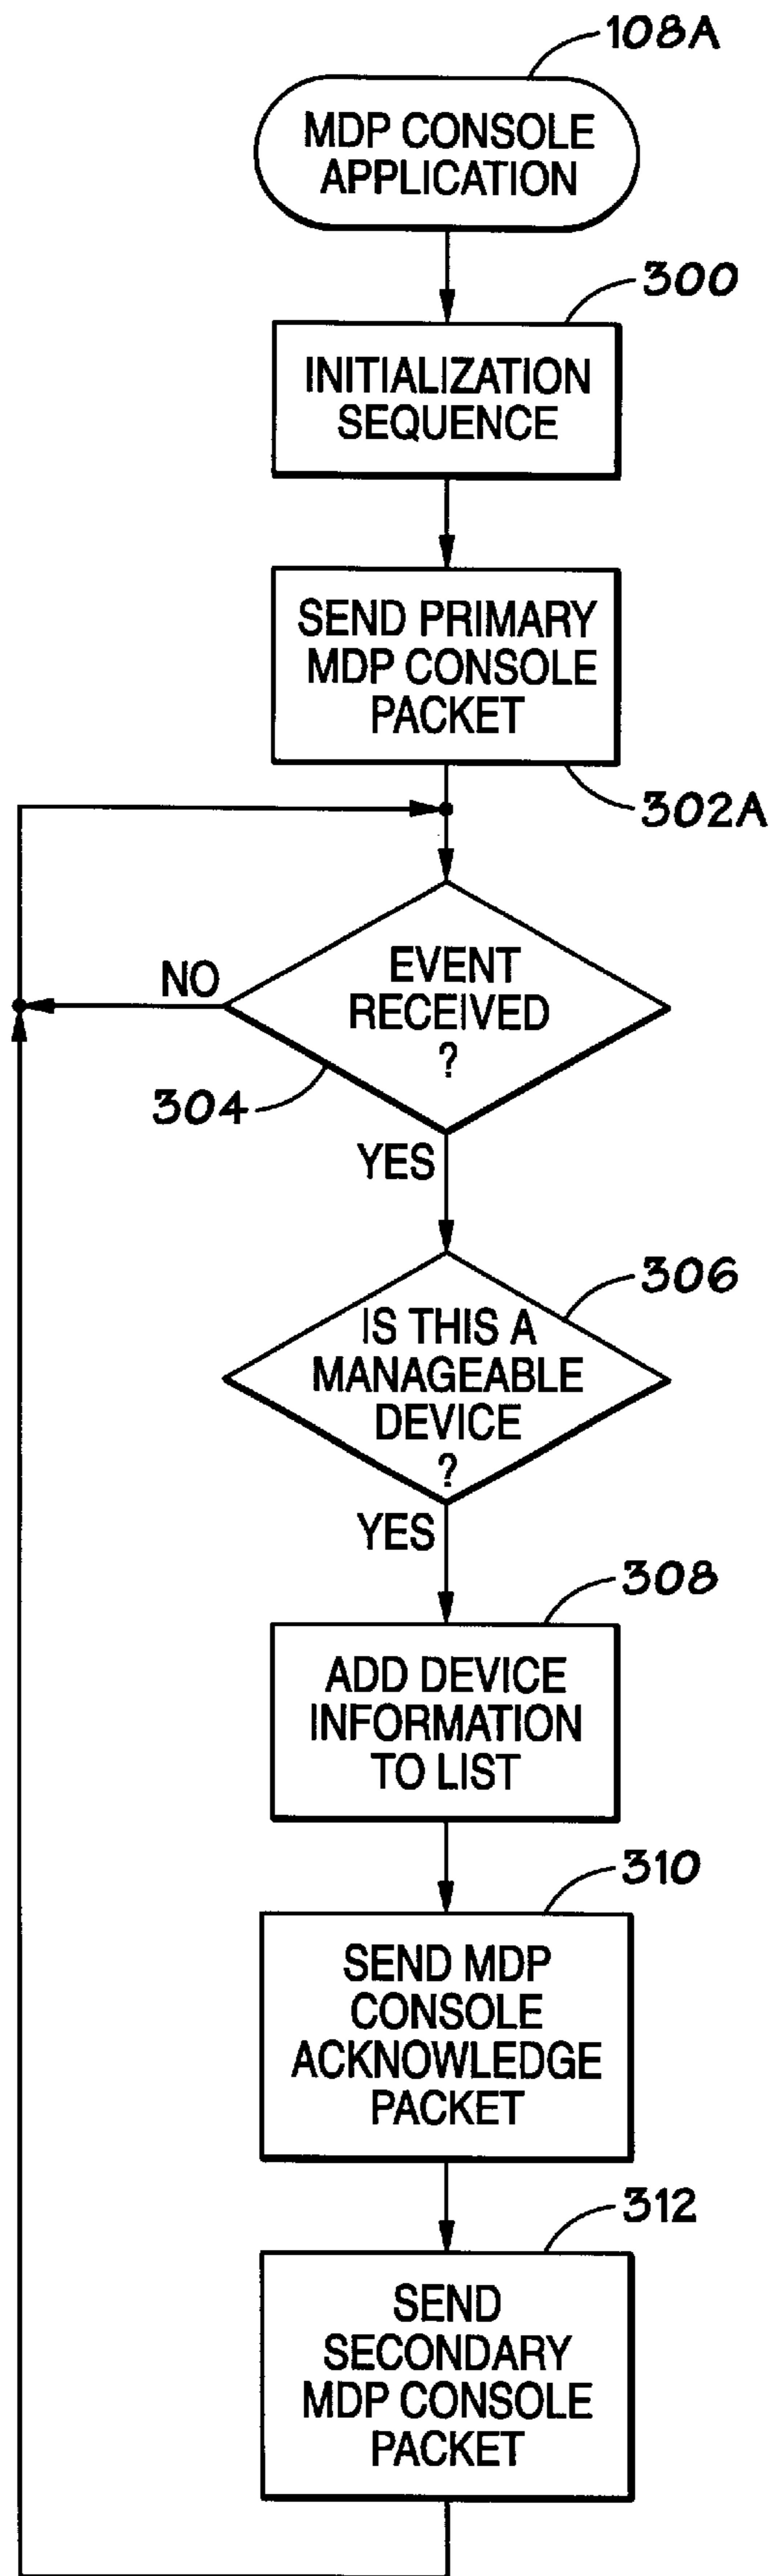 108A
MDP CONSOLE
APPLICATION
300
INITIALIZATION
SEQUENCE
SEND PRIMARY
MDP CONSOLE
PACKET
302A
EVENT
RECEIVED
?
NO
304
YES
306
IS THIS A
MANAGEABLE
DEVICE
?
YES
308
ADD DEVICE
INFORMATION
TO LIST
310
SEND MDP
CONSOLE
ACKNOWLEDGE
PACKET
312
SEND
SECONDARY
MDP CONSOLE
PACKET